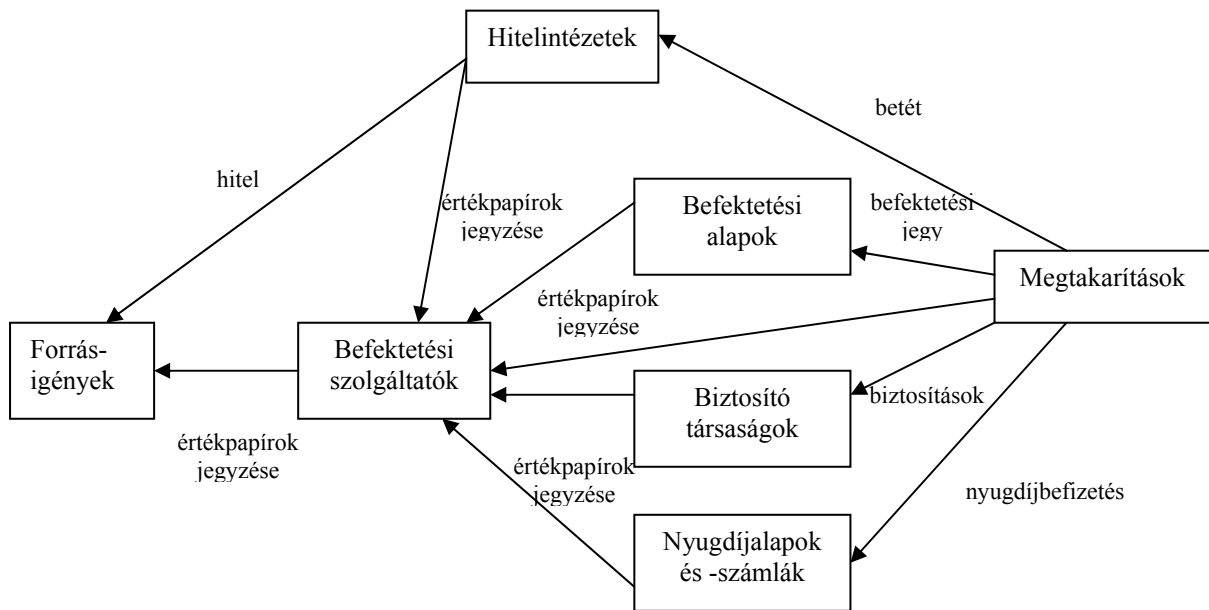 Hitelintézetek
betét
hitel
értékpapírok
jegyzése
Befektetési
alapok
befektetési
jegy
Megtakarítások
értékpapírok
jegyzése
Forrás-
igények
Befektetési
szolgáltatók
Biztosító
társaságok
biztosítások
értékpapírok
jegyzése
értékpapírok
jegyzése
nyugdíjbefizetés
Nyugdíjalapok
és -számlák